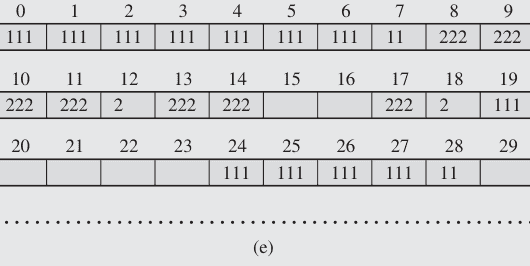 0 1 2 3 4 5 6 7 8 9
111 111 111 111 111 111 111 11 222 222
10 11 12 13 14 15 16 17 18 19
222 222 2 222 222 222 2 111
20 21 22 23 24 25 26 27 28 29
111 111 111 111 11
(e)